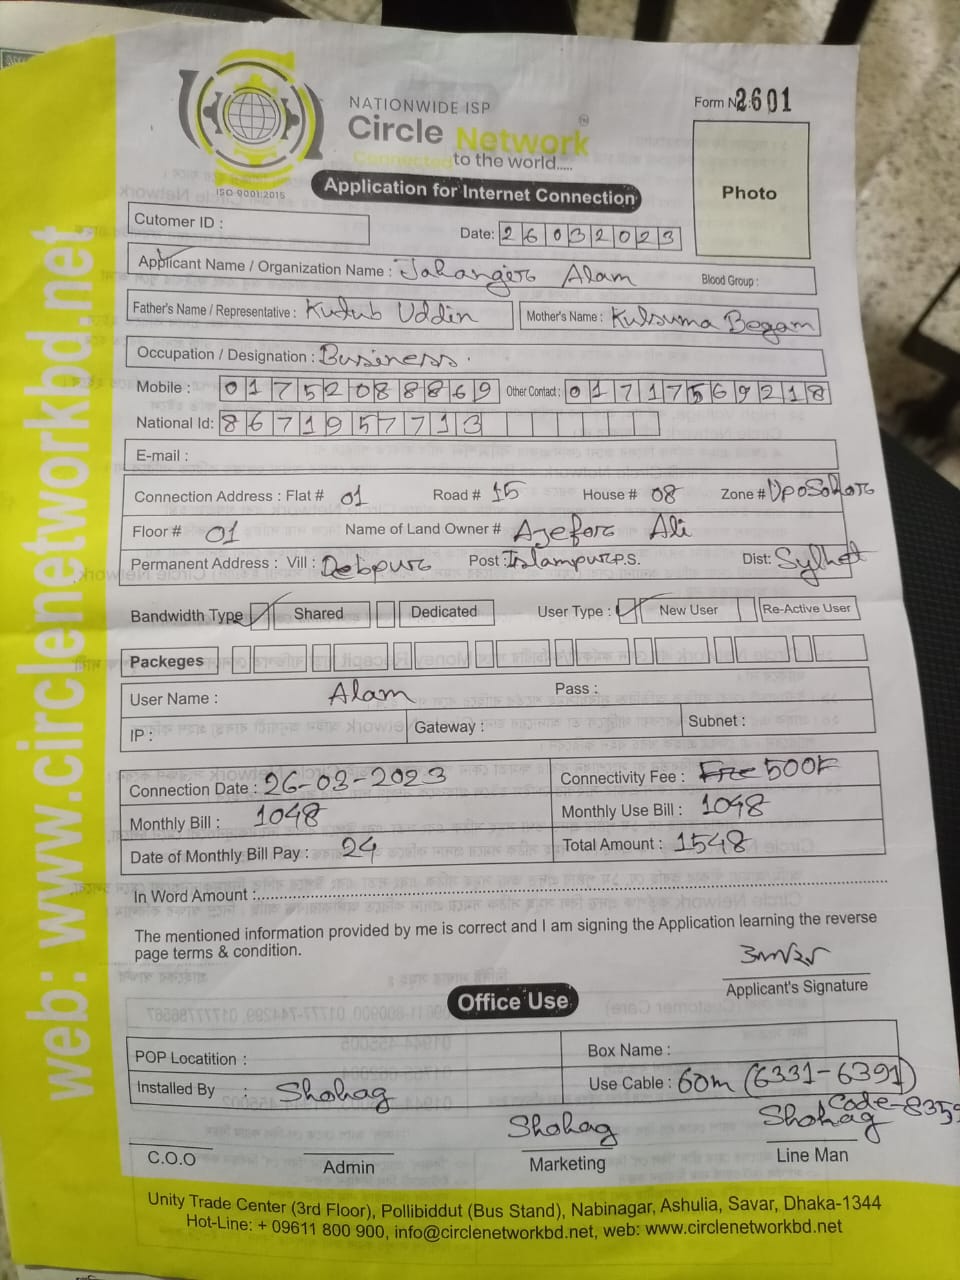 NATIONWIDE ISP
Circle Network
Connected to the world.....
ISO 9001:2015
Form N 2601
Photo
Application for Internet Connection
Cutomer ID :
Date: 26032023
Applicant Name / Organization Name : Jahangir Alam Blood Group :
Father's Name / Representative : Kutub Uddin Mother's Name : Kulsuma Begam
Occupation / Designation : Business.
Mobile : 01752088869 Other Contact : 01717569218
National Id: 8671957713
E-mail :
Connection Address : Flat # 01 Road # 15 House # 08 Zone # Uposohor
Floor # 01 Name of Land Owner # Ajefor Ali
Permanent Address : Vill : Debpur Post : Islampur P.S. Dist: Sylhet
Bandwidth Type Shared Dedicated User Type : New User Re-Active User
Packeges
User Name : Alam Pass :
IP : Gateway : Subnet :
Connection Date : 26-03-2023 Connectivity Fee : Free 500
Monthly Bill : 1048 Monthly Use Bill : 1048
Date of Monthly Bill Pay : 24 Total Amount : 1548
In Word Amount :
The mentioned information provided by me is correct and I am signing the Application learning the reverse
page terms & condition.
Applicant's Signature
Office Use
POP Locatition : Box Name :
Installed By : Shohag Use Cable : 60m (6331-6391)
Code-835
Shohag Shohag
C.O.O Admin Marketing Line Man
Unity Trade Center (3rd Floor), Pollibiddut (Bus Stand), Nabinagar, Ashulia, Savar, Dhaka-1344
Hot-Line: + 09611 800 900, info@circlenetworkbd.net, web: www.circlenetworkbd.net
web: www.circlenetworkbd.net